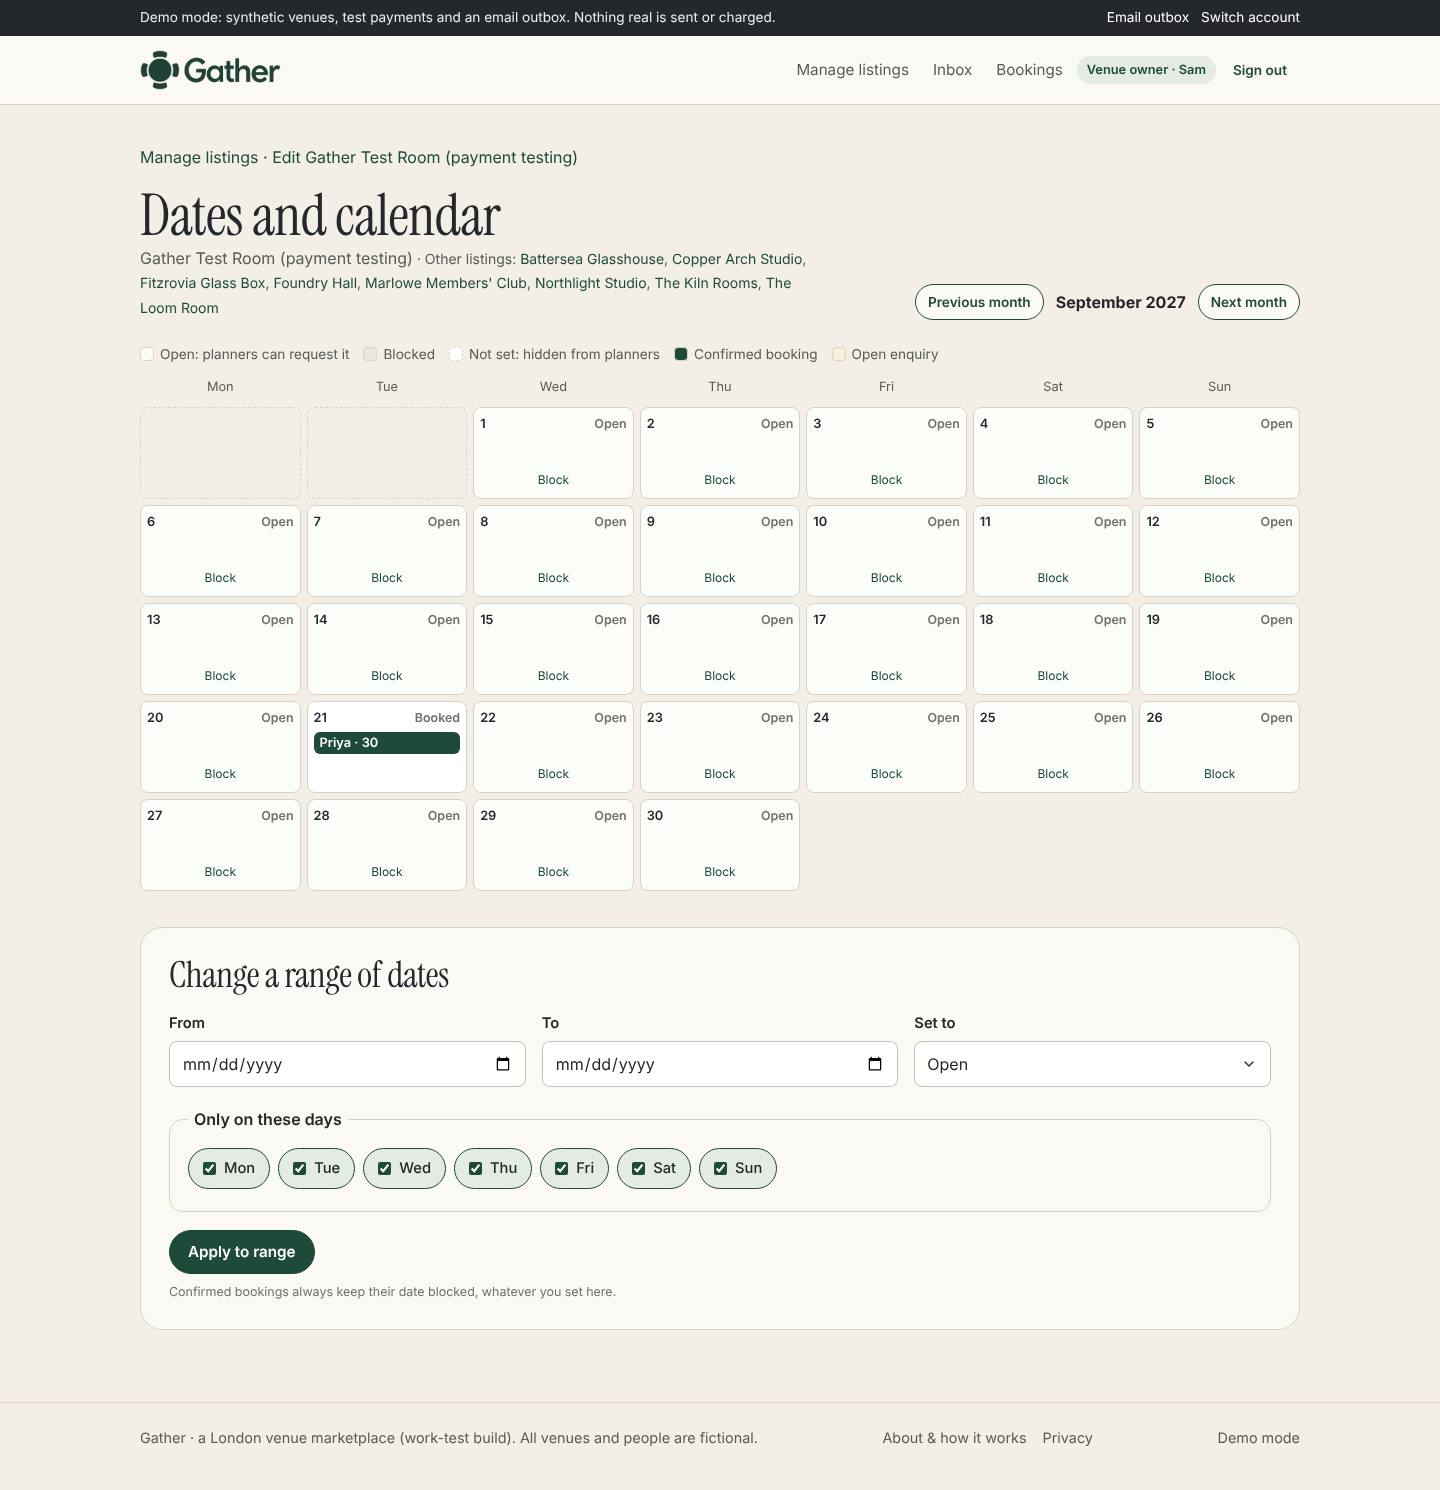 Demo mode: synthetic venues, test payments and an email outbox. Nothing real is sent or charged.
Email outbox Switch account
Gather
Manage listings Inbox Bookings Venue owner · Sam Sign out
Manage listings · Edit Gather Test Room (payment testing)
Dates and calendar
Gather Test Room (payment testing) · Other listings: Battersea Glasshouse, Copper Arch Studio,
Fitzrovia Glass Box, Foundry Hall, Marlowe Members' Club, Northlight Studio, The Kiln Rooms, The
Loom Room
Previous month September 2027 Next month
Open: planners can request it Blocked Not set: hidden from planners Confirmed booking Open enquiry
Mon Tue Wed Thu Fri Sat Sun
1 Open 2 Open 3 Open 4 Open 5 Open
Block Block Block Block Block
6 Open 7 Open 8 Open 9 Open 10 Open 11 Open 12 Open
Block Block Block Block Block Block Block
13 Open 14 Open 15 Open 16 Open 17 Open 18 Open 19 Open
Block Block Block Block Block Block Block
20 Open 21 Booked 22 Open 23 Open 24 Open 25 Open 26 Open
Priya · 30
Block Block Block Block Block Block
27 Open 28 Open 29 Open 30 Open
Block Block Block Block
Change a range of dates
From To Set to
mm/dd/yyyy mm/dd/yyyy Open
Only on these days
Mon Tue Wed Thu Fri Sat Sun
Apply to range
Confirmed bookings always keep their date blocked, whatever you set here.
Gather · a London venue marketplace (work-test build). All venues and people are fictional.
About & how it works Privacy
Demo mode